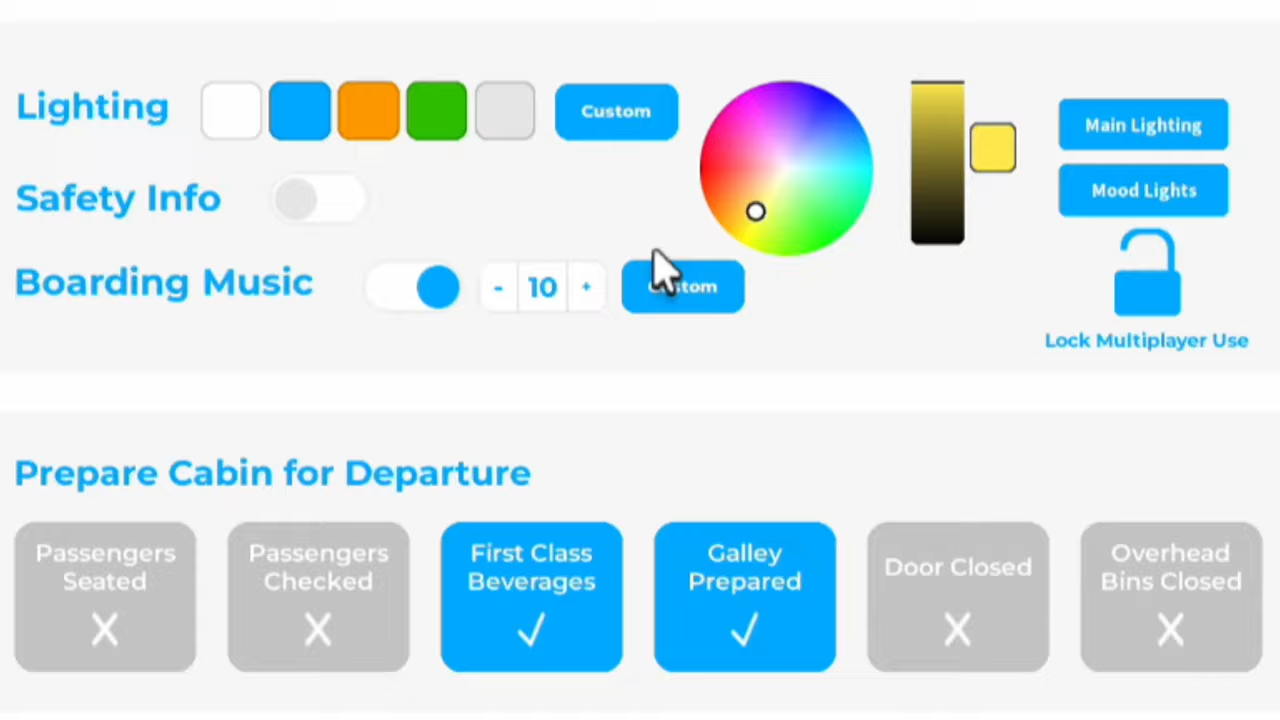 Lighting
Custom
Main Lighting
Safety Info
Mood Lights
Boarding Music
- 10 +
Lock Multiplayer Use
Prepare Cabin for Departure
Passengers
Seated
X
Passengers
Checked
X
First Class
Beverages
✓
Galley
Prepared
✓
Door Closed
X
Overhead
Bins Closed
X